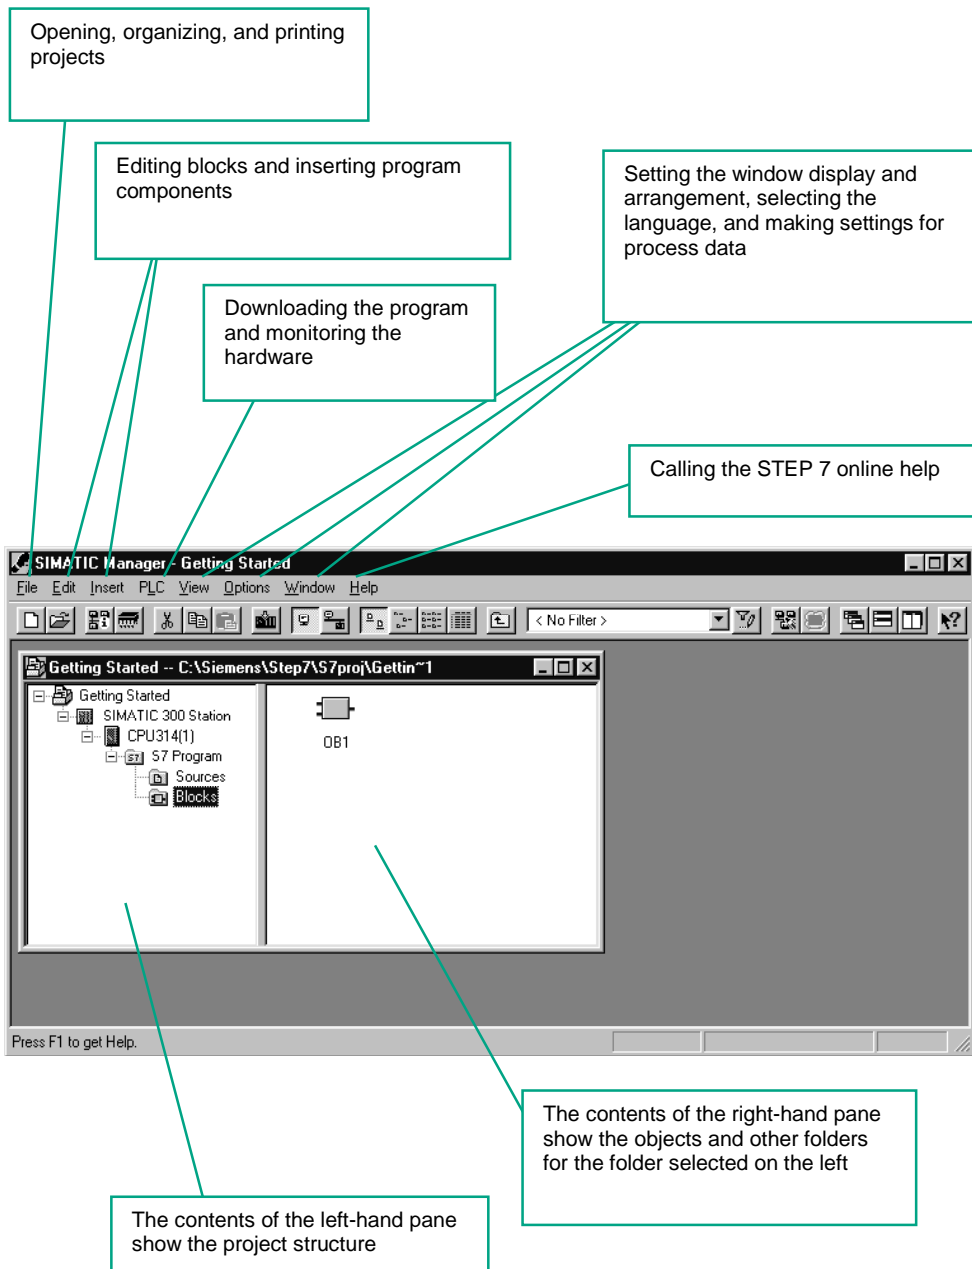 Opening, organizing, and printing
projects
Editing blocks and inserting program
components
Setting the window display and
arrangement, selecting the
language, and making settings for
process data
Downloading the program
and monitoring the
hardware
Calling the STEP 7 online help
SIMATIC Manager - Getting Started
File Edit Insert PLC View Options Window Help
< No Filter >
Getting Started -- C:\Siemens\Step7\S7proj\Gettin~1
Getting Started
SIMATIC 300 Station
CPU314(1)
S7 Program
Sources
Blocks
OB1
Press F1 to get Help.
The contents of the right-hand pane
show the objects and other folders
for the folder selected on the left
The contents of the left-hand pane
show the project structure